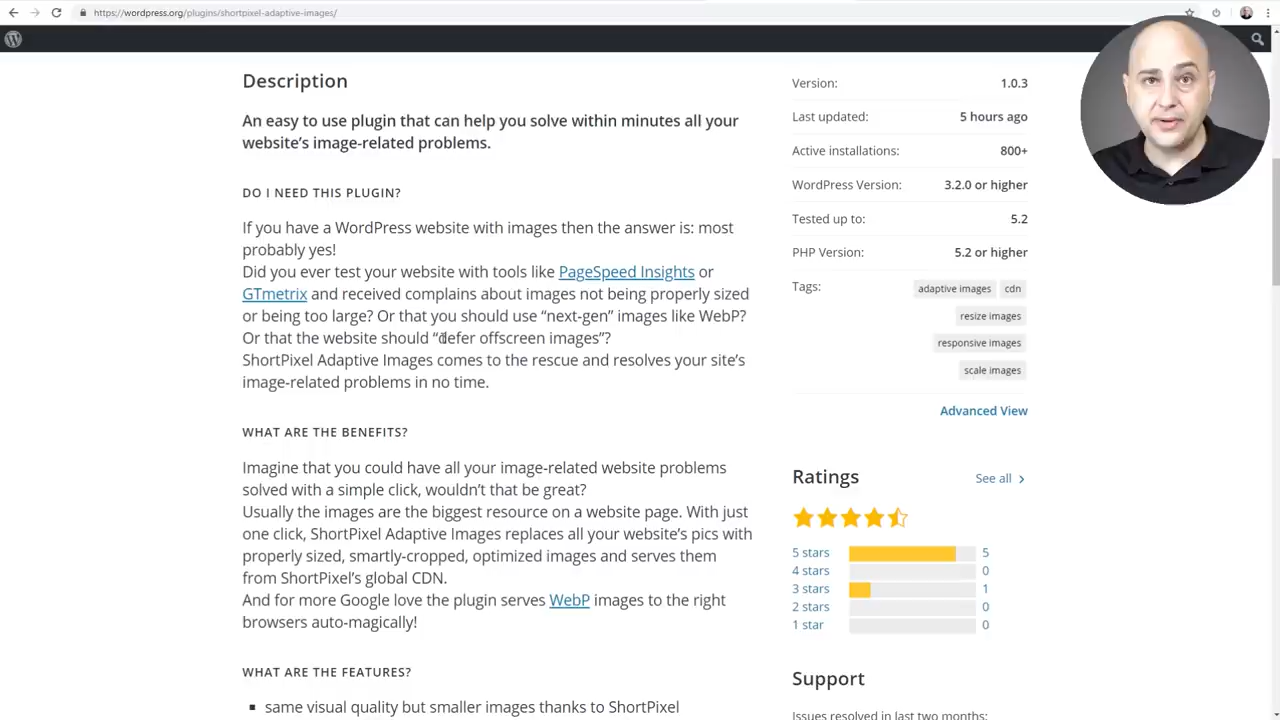 https://wordpress.org/plugins/shortpixel-adaptive-images/
Description
An easy to use plugin that can help you solve within minutes all your
website's image-related problems.
DO I NEED THIS PLUGIN?
If you have a WordPress website with images then the answer is: most
probably yes!
Did you ever test your website with tools like PageSpeed Insights or
GTmetrix and received complains about images not being properly sized
or being too large? Or that you should use “next-gen” images like WebP?
Or that the website should “defer offscreen images”?
ShortPixel Adaptive Images comes to the rescue and resolves your site's
image-related problems in no time.
WHAT ARE THE BENEFITS?
Imagine that you could have all your image-related website problems
solved with a simple click, wouldn't that be great?
Usually the images are the biggest resource on a website page. With just
one click, ShortPixel Adaptive Images replaces all your website's pics with
properly sized, smartly-cropped, optimized images and serves them
from ShortPixel's global CDN.
And for more Google love the plugin serves WebP images to the right
browsers auto-magically!
WHAT ARE THE FEATURES?
▪ same visual quality but smaller images thanks to ShortPixel
Version: 1.0.3
Last updated: 5 hours ago
Active installations: 800+
WordPress Version: 3.2.0 or higher
Tested up to: 5.2
PHP Version: 5.2 or higher
Tags: adaptive images cdn
resize images
responsive images
scale images
Advanced View
Ratings See all
5 stars 5
4 stars 0
3 stars 1
2 stars 0
1 star 0
Support
Issues resolved in last two months: